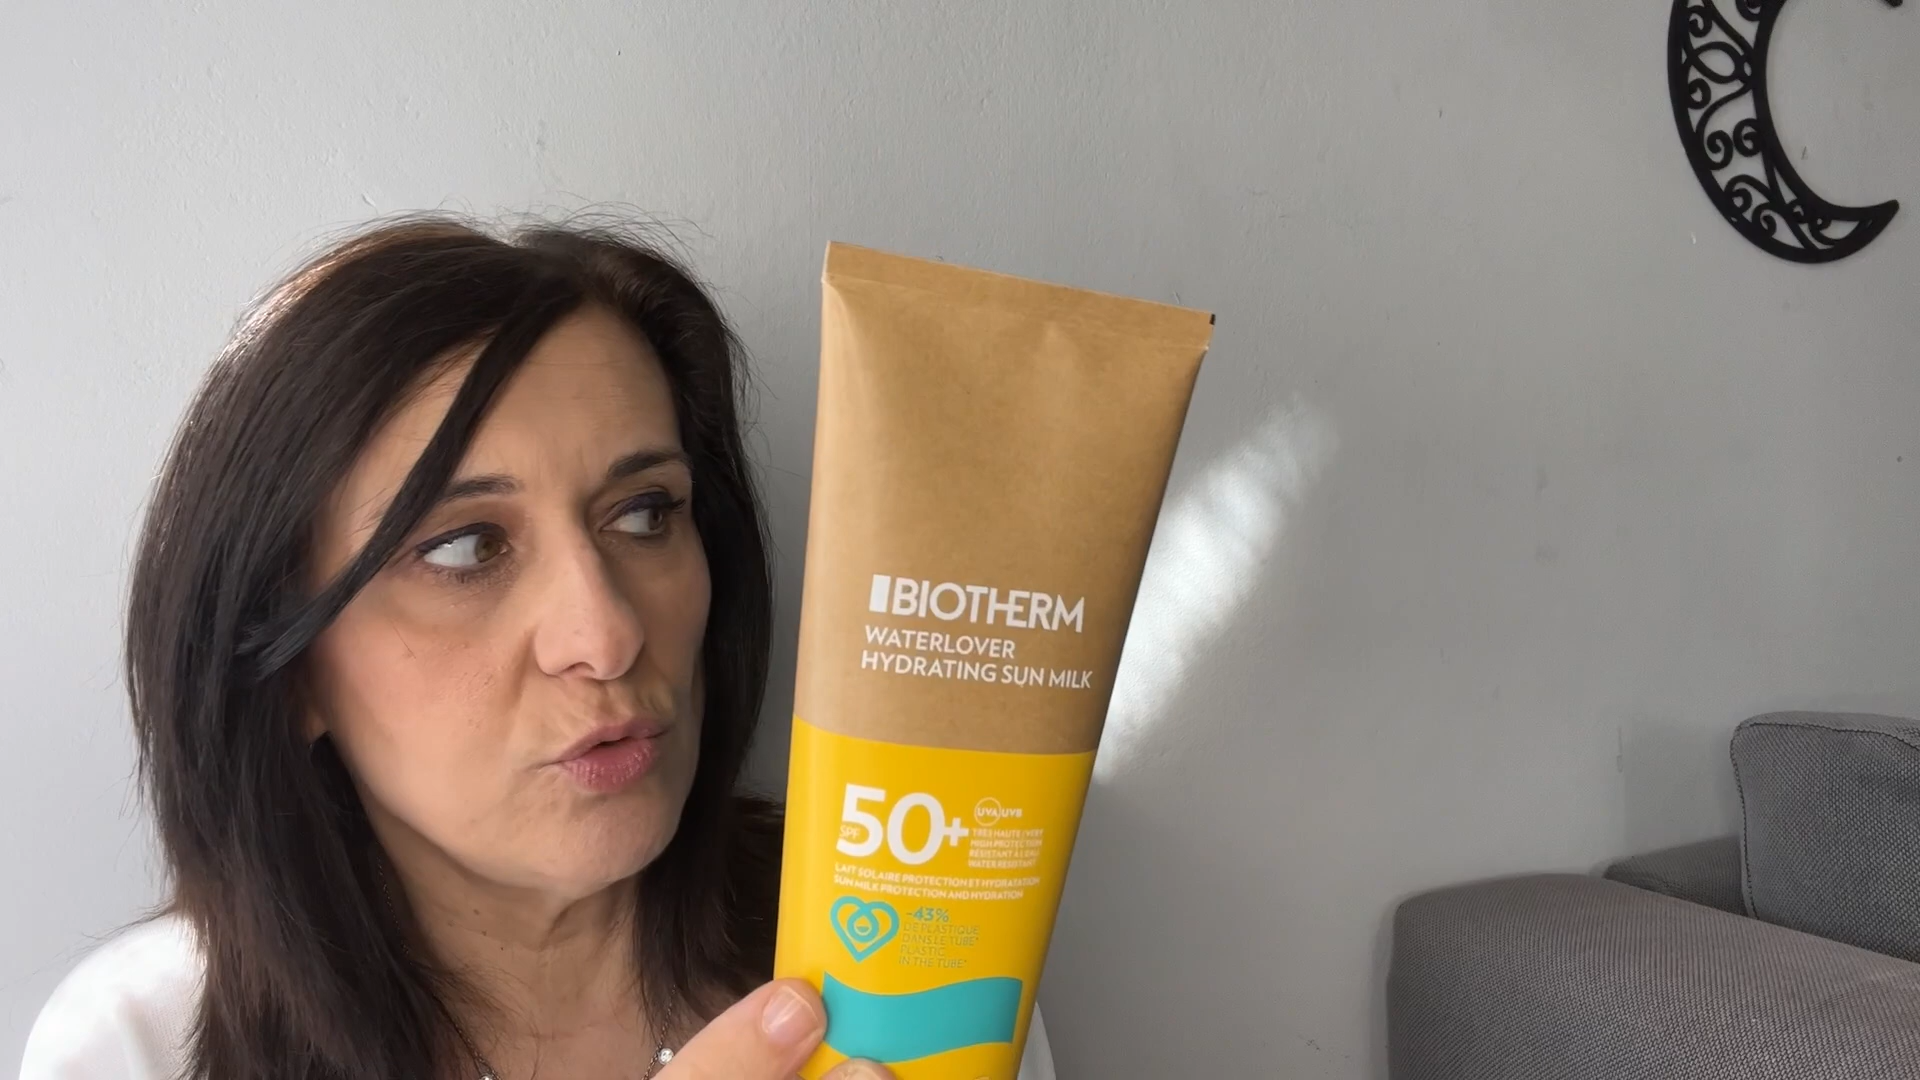 BIOTHERM
WATERLOVER
HYDRATING SUN MILK
SPF 50+
UVA UVB
TRÈS HAUTE / VERY
HIGH PROTECTION
RÉSISTANT À L'EAU
WATER RESISTANT
LAIT SOLAIRE PROTECTION ET HYDRATATION
SUN MILK PROTECTION AND HYDRATION
-43%
DE PLASTIQUE
DANS LE TUBE*
PLASTIC
IN THE TUBE*